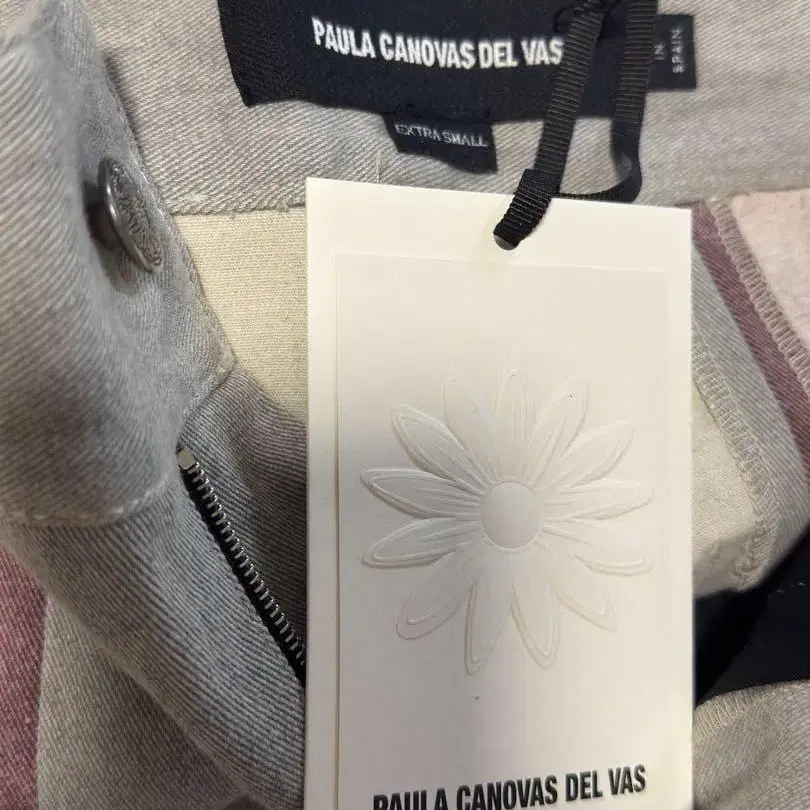 PAULA CANOVAS DEL VAS
IN
SPAIN
EXTRA SMALL
PAULA CANOVAS DEL VAS